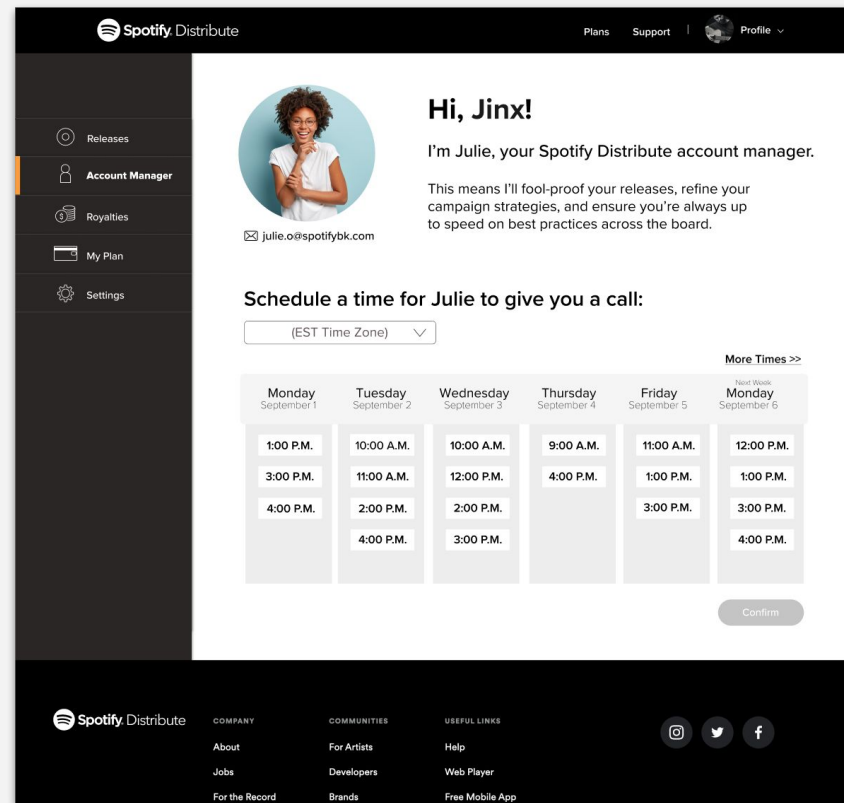 Spotify. Distribute
Plans Support | Profile
Releases
Account Manager
Royalties
My Plan
Settings
Hi, Jinx!
I'm Julie, your Spotify Distribute account manager.
This means I'll fool-proof your releases, refine your
campaign strategies, and ensure you're always up
to speed on best practices across the board.
julie.o@spotifybk.com
Schedule a time for Julie to give you a call:
(EST Time Zone)
More Times >>
Monday
September 1
1:00 P.M.
3:00 P.M.
4:00 P.M.
Tuesday
September 2
10:00 A.M.
11:00 A.M.
2:00 P.M.
4:00 P.M.
Wednesday
September 3
10:00 A.M.
12:00 P.M.
2:00 P.M.
3:00 P.M.
Thursday
September 4
9:00 A.M.
4:00 P.M.
Friday
September 5
11:00 A.M.
1:00 P.M.
3:00 P.M.
Next Week
Monday
September 6
12:00 P.M.
1:00 P.M.
3:00 P.M.
4:00 P.M.
Confirm
Spotify. Distribute
COMPANY
About
Jobs
For the Record
COMMUNITIES
For Artists
Developers
Brands
USEFUL LINKS
Help
Web Player
Free Mobile App